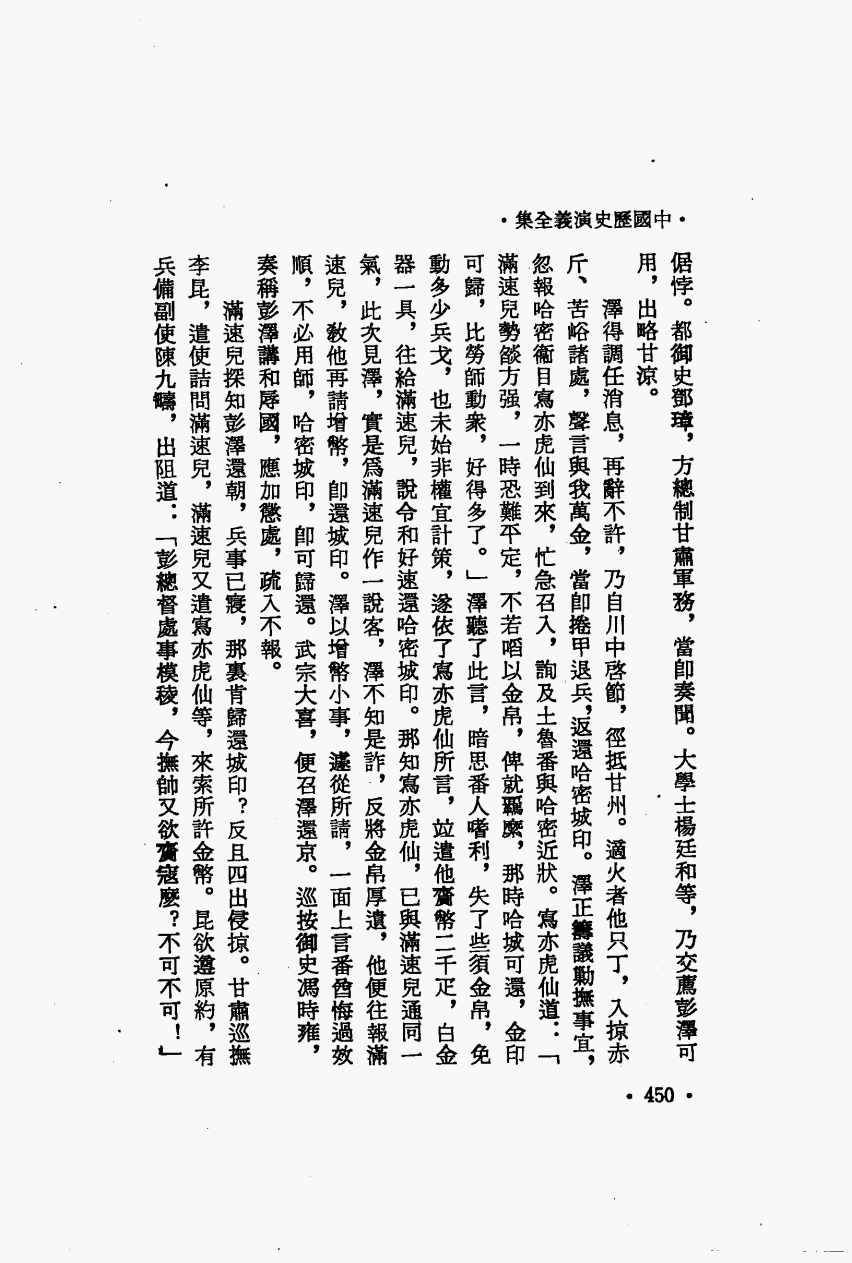 •中國歷史演義全集•
倨悖。都御史鄧璋，方總制甘肅軍務，當卽奏聞。大學士楊廷和等，乃交薦彭澤可
用，出略甘涼。
澤得調任消息，再辭不許，乃自川中啓節，徑抵甘州。適火者他只丁，入掠赤
斤、苦峪諸處，聲言與我萬金，當卽捲甲退兵，返還哈密城印。澤正籌議勦撫事宜，
忽報哈密衞目寫亦虎仙到來，忙急召入，詢及土魯番與哈密近狀。寫亦虎仙道：「
滿速兒勢燄方强，一時恐難平定，不若啗以金帛，俾就羈縻，那時哈城可還，金印
可歸，比勞師動衆，好得多了。」澤聽了此言，暗思番人嗜利，失了些須金帛，免
動多少兵戈，也未始非權宜計策，遂依了寫亦虎仙所言，竝遣他齎幣二千疋，白金
器一具，往給滿速兒，說令和好速還哈密城印。那知寫亦虎仙，已與滿速兒通同一
氣，此次見澤，實是爲滿速兒作一說客，澤不知是詐，反將金帛厚遺，他便往報滿
速兒，敎他再請增幣，卽還城印。澤以增幣小事，遽從所請，一面上言番酋悔過效
順，不必用師，哈密城印，卽可歸還。武宗大喜，便召澤還京。巡按御史馮時雍，
奏稱彭澤講和辱國，應加懲處，疏入不報。
滿速兒探知彭澤還朝，兵事已寢，那裏肯歸還城印？反且四出侵掠。甘肅巡撫
李昆，遣使詰問滿速兒，滿速兒又遣寫亦虎仙等，來索所許金幣。昆欲遵原約，有
兵備副使陳九疇，出阻道：「彭總督處事模稜，今撫帥又欲齎寇麼？不可不可！」
•450•